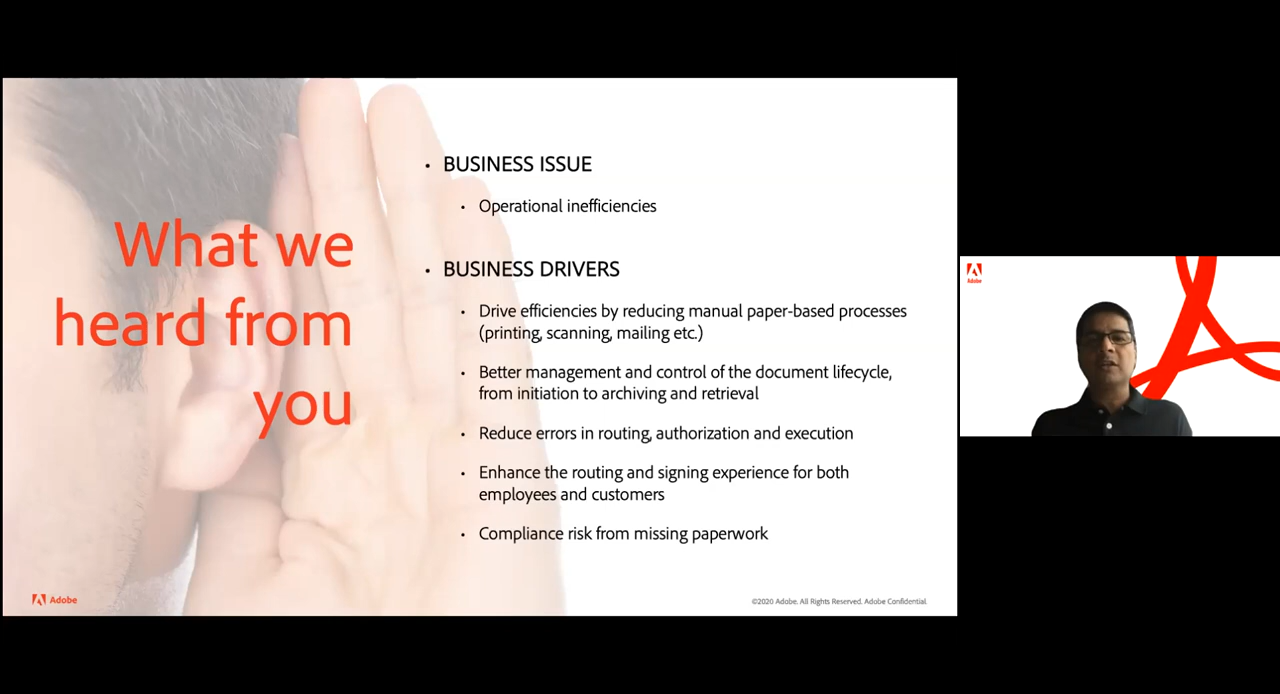 What we
heard from
you
• BUSINESS ISSUE
• Operational inefficiencies
• BUSINESS DRIVERS
• Drive efficiencies by reducing manual paper-based processes
(printing, scanning, mailing etc.)
• Better management and control of the document lifecycle,
from initiation to archiving and retrieval
• Reduce errors in routing, authorization and execution
• Enhance the routing and signing experience for both
employees and customers
• Compliance risk from missing paperwork
Adobe
©2020 Adobe. All Rights Reserved. Adobe Confidential.
Adobe